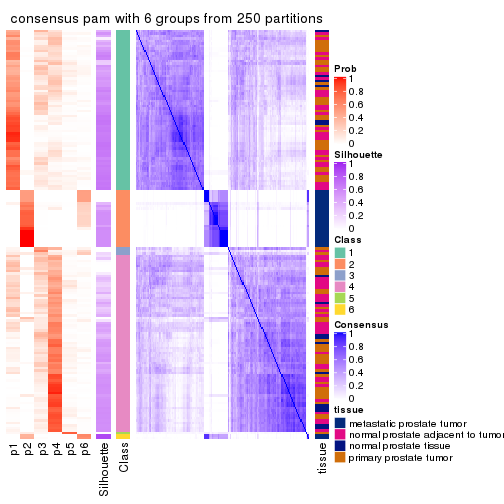 consensus pam with 6 groups from 250 partitions
Prob
1
0.8
0.6
0.4
0.2
0
Silhouette
1
0.8
0.6
0.4
0.2
0
Class
1
2
3
4
5
6
Consensus
1
0.8
0.6
0.4
0.2
0
tissue
metastatic prostate tumor
normal prostate adjacent to tumor
normal prostate tissue
primary prostate tumor
p1
p2
p3
p4
p5
p6
Silhouette
Class
tissue